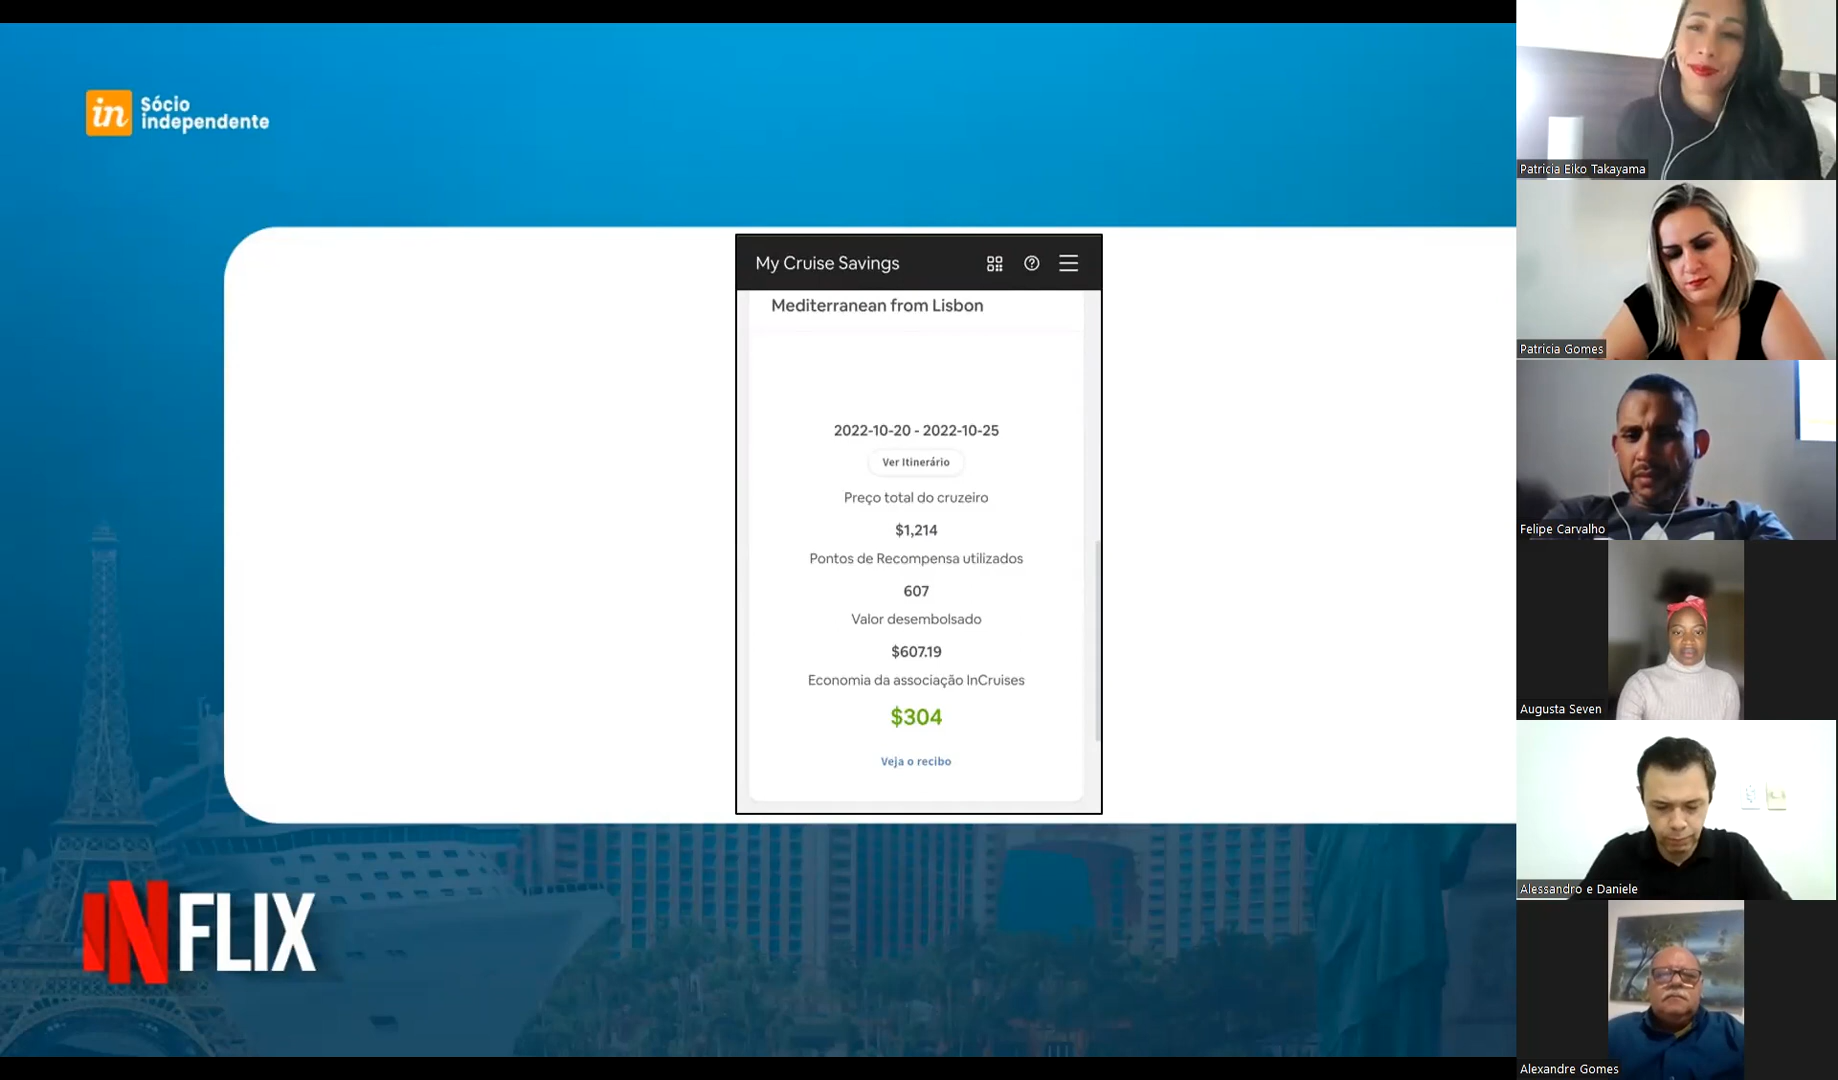 in
Sócio
independente
My Cruise Savings
Mediterranean from Lisbon
2022-10-20 - 2022-10-25
Ver Itinerário
Preço total do cruzeiro
$1,214
Pontos de Recompensa utilizados
607
Valor desembolsado
$607.19
Economia da associação InCruises
$304
Veja o recibo
INFLIX
Patricia Eiko Takayama
Patricia Gomes
Felipe Carvalho
Augusta Seven
Alessandro e Daniele
Alexandre Gomes